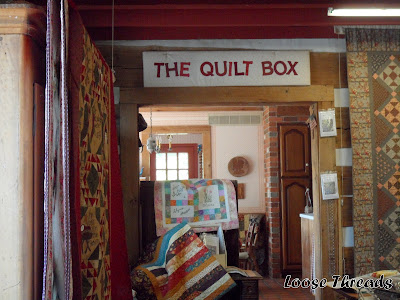 THE QUILT BOX
Loose Threads